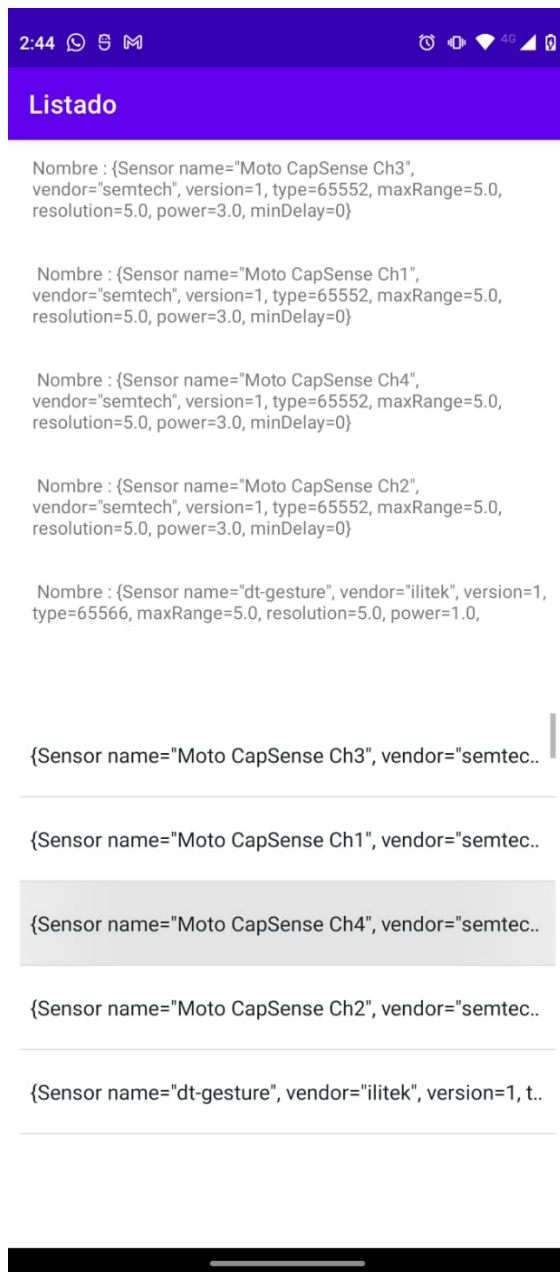 2:44
4G
Listado
Nombre : {Sensor name="Moto CapSense Ch3",
vendor="semtech", version=1, type=65552, maxRange=5.0,
resolution=5.0, power=3.0, minDelay=0}
Nombre : {Sensor name="Moto CapSense Ch1",
vendor="semtech", version=1, type=65552, maxRange=5.0,
resolution=5.0, power=3.0, minDelay=0}
Nombre : {Sensor name="Moto CapSense Ch4",
vendor="semtech", version=1, type=65552, maxRange=5.0,
resolution=5.0, power=3.0, minDelay=0}
Nombre : {Sensor name="Moto CapSense Ch2",
vendor="semtech", version=1, type=65552, maxRange=5.0,
resolution=5.0, power=3.0, minDelay=0}
Nombre : {Sensor name="dt-gesture", vendor="ilitek", version=1,
type=65566, maxRange=5.0, resolution=5.0, power=1.0,
{Sensor name="Moto CapSense Ch3", vendor="semtec..
{Sensor name="Moto CapSense Ch1", vendor="semtec..
{Sensor name="Moto CapSense Ch4", vendor="semtec..
{Sensor name="Moto CapSense Ch2", vendor="semtec..
{Sensor name="dt-gesture", vendor="ilitek", version=1, t..